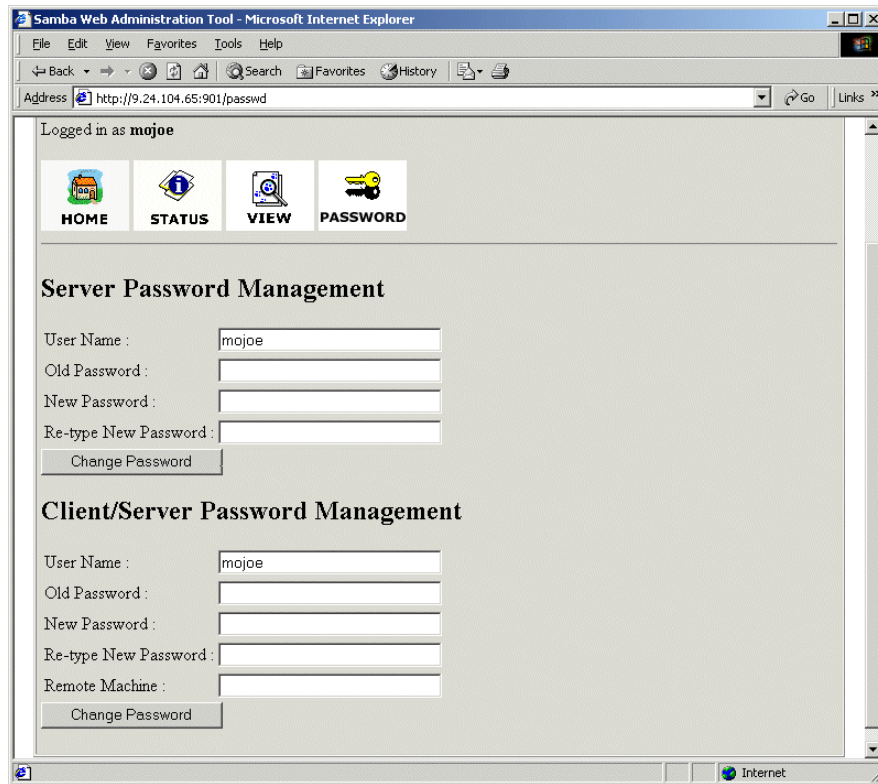 Samba Web Administration Tool - Microsoft Internet Explorer
File Edit View Favorites Tools Help
Back Search Favorites History
Address http://9.24.104.65:901/passwd Go Links »
Logged in as mojoe
HOME STATUS VIEW PASSWORD
Server Password Management
User Name : mojoe
Old Password :
New Password :
Re-type New Password :
Change Password
Client/Server Password Management
User Name : mojoe
Old Password :
New Password :
Re-type New Password :
Remote Machine :
Change Password
Internet